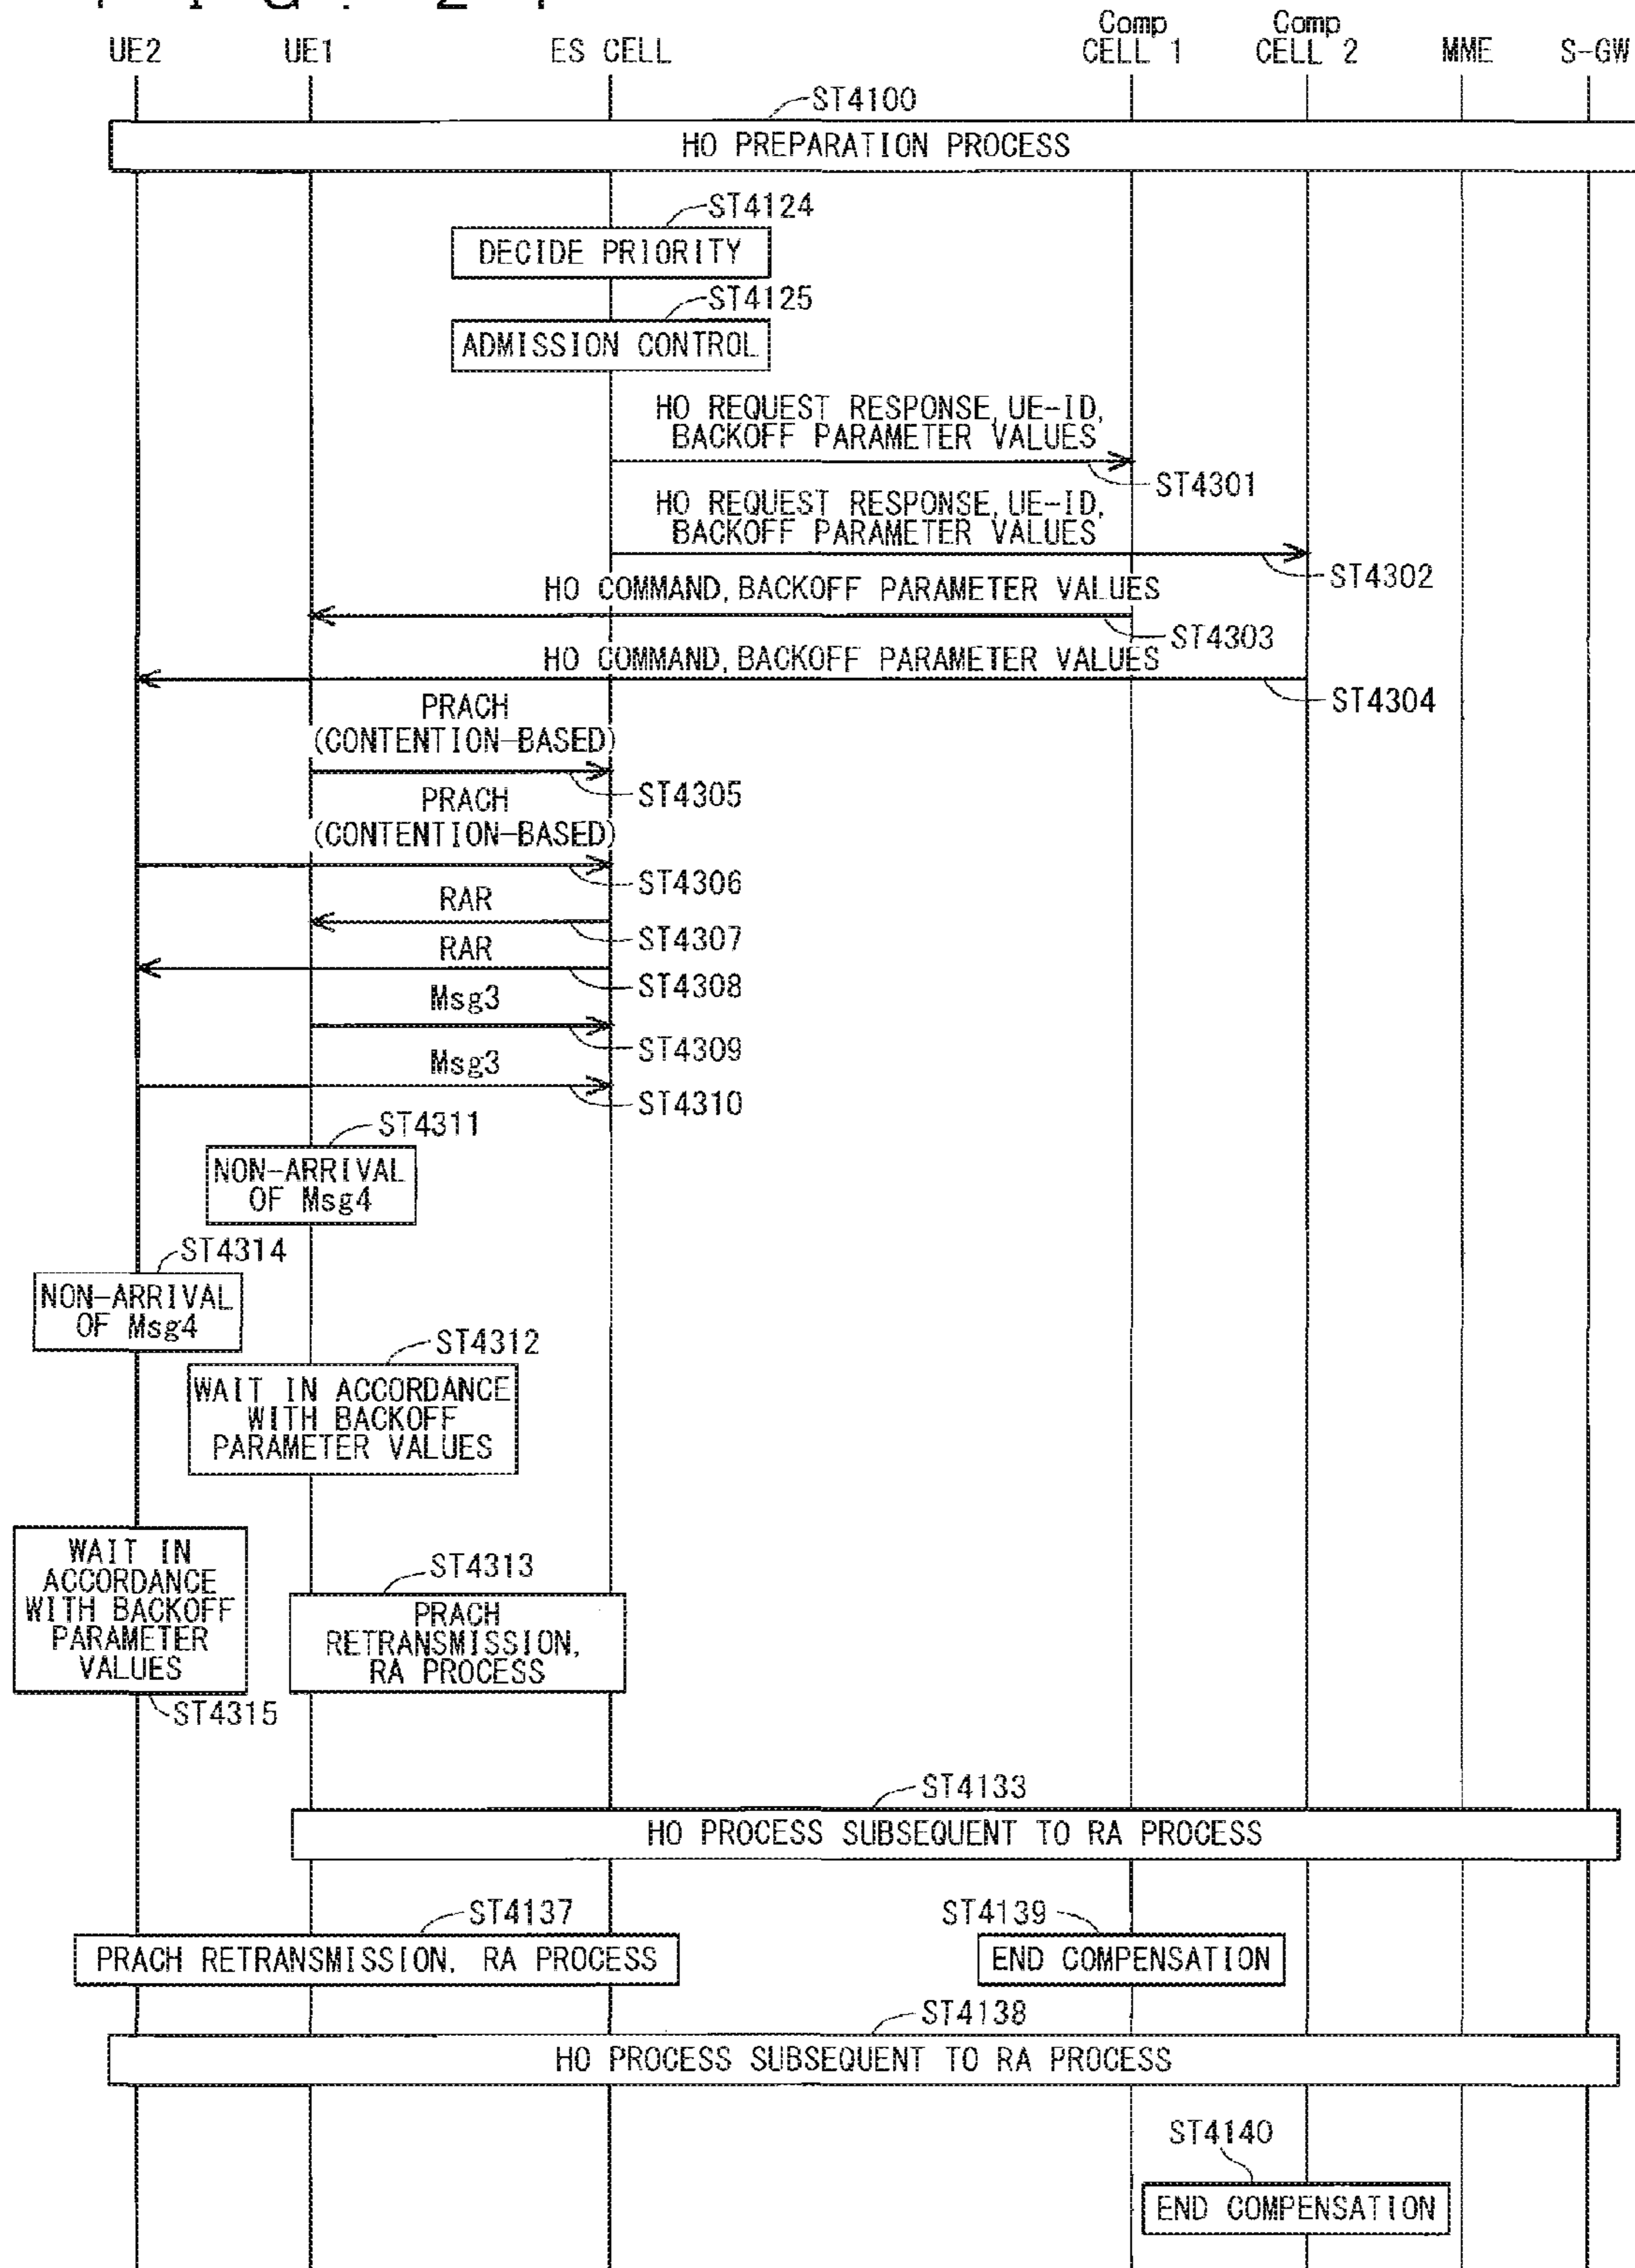 UE2
UE1
ES CELL
Comp
CELL 1
Comp
CELL 2
MME
S-GW
ST4100
HO PREPARATION PROCESS
ST4124
DECIDE PRIORITY
ST4125
ADMISSION CONTROL
HO REQUEST RESPONSE, UE-ID,
BACKOFF PARAMETER VALUES
ST4301
HO REQUEST RESPONSE, UE-ID,
BACKOFF PARAMETER VALUES
ST4302
HO COMMAND, BACKOFF PARAMETER VALUES
ST4303
HO COMMAND, BACKOFF PARAMETER VALUES
ST4304
PRACH
(CONTENTION-BASED)
ST4305
PRACH
(CONTENTION-BASED)
ST4306
RAR
ST4307
RAR
ST4308
Msg3
ST4309
Msg3
ST4310
ST4311
NON-ARRIVAL
OF Msg4
ST4314
NON-ARRIVAL
OF Msg4
ST4312
WAIT IN ACCORDANCE
WITH BACKOFF
PARAMETER VALUES
WAIT IN
ACCORDANCE
WITH BACKOFF
PARAMETER
VALUES
ST4315
ST4313
PRACH
RETRANSMISSION,
RA PROCESS
ST4133
HO PROCESS SUBSEQUENT TO RA PROCESS
ST4137
PRACH RETRANSMISSION, RA PROCESS
ST4139
END COMPENSATION
ST4138
HO PROCESS SUBSEQUENT TO RA PROCESS
ST4140
END COMPENSATION